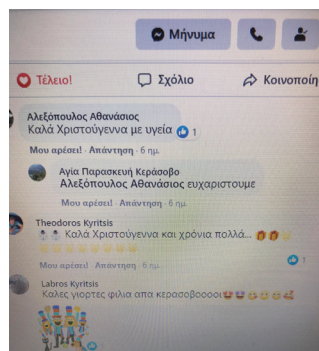 Μήνυμα
Τέλειο! Σχόλιο Κοινοποίη
Αλεξόπουλος Αθανάσιος
Καλά Χριστούγεννα με υγεία 1
Μου αρέσει! · Απάντηση · 6 ημ.
Αγία Παρασκευή Κεράσοβο
Αλεξόπουλος Αθανάσιος ευχαριστουμε
Μου αρέσει! · Απάντηση · 6 ημ.
Theodoros Kyritsis
Καλά Χριστούγεννα και χρόνια πολλά...
1
Μου αρέσει! · Απάντηση · 6 ημ.
Labros Kyritsis
Καλες γιορτες φιλια απα κερασοβοοοοι